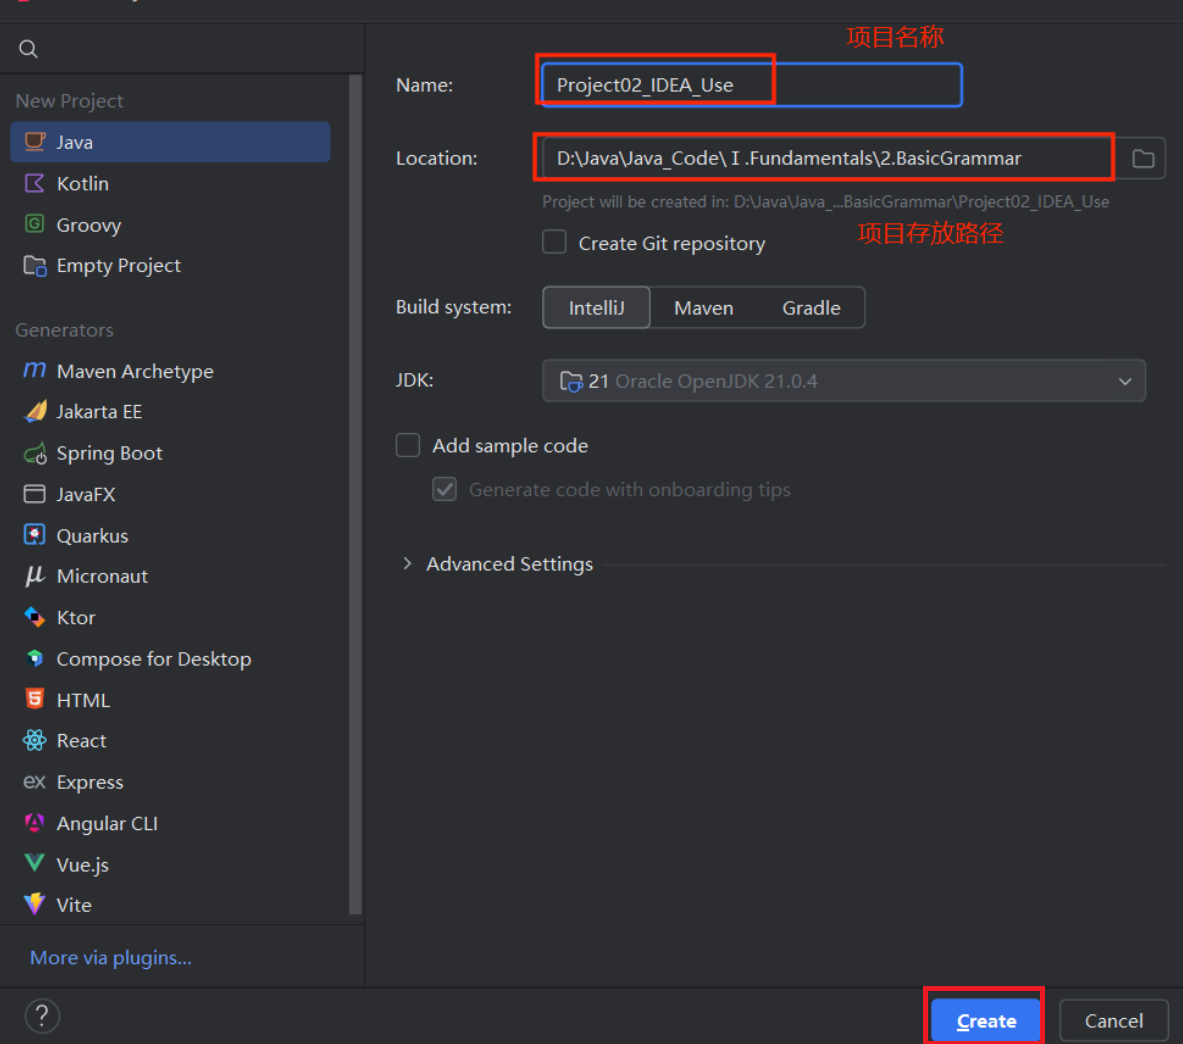 项目名称
Name: Project02_IDEA_Use
New Project
Java
Location: D:\Java\Java_Code\Ⅰ.Fundamentals\2.BasicGrammar
Kotlin
Project will be created in: D:\Java\Java_...BasicGrammar\Project02_IDEA_Use
Groovy
Create Git repository
项目存放路径
Empty Project
Build system: IntelliJ Maven Gradle
Generators
Maven Archetype
JDK: 21 Oracle OpenJDK 21.0.4
Jakarta EE
Spring Boot
Add sample code
JavaFX
Generate code with onboarding tips
Quarkus
Micronaut
Advanced Settings
Ktor
Compose for Desktop
HTML
React
ex Express
Angular CLI
Vue.js
Vite
More via plugins...
?
Create Cancel